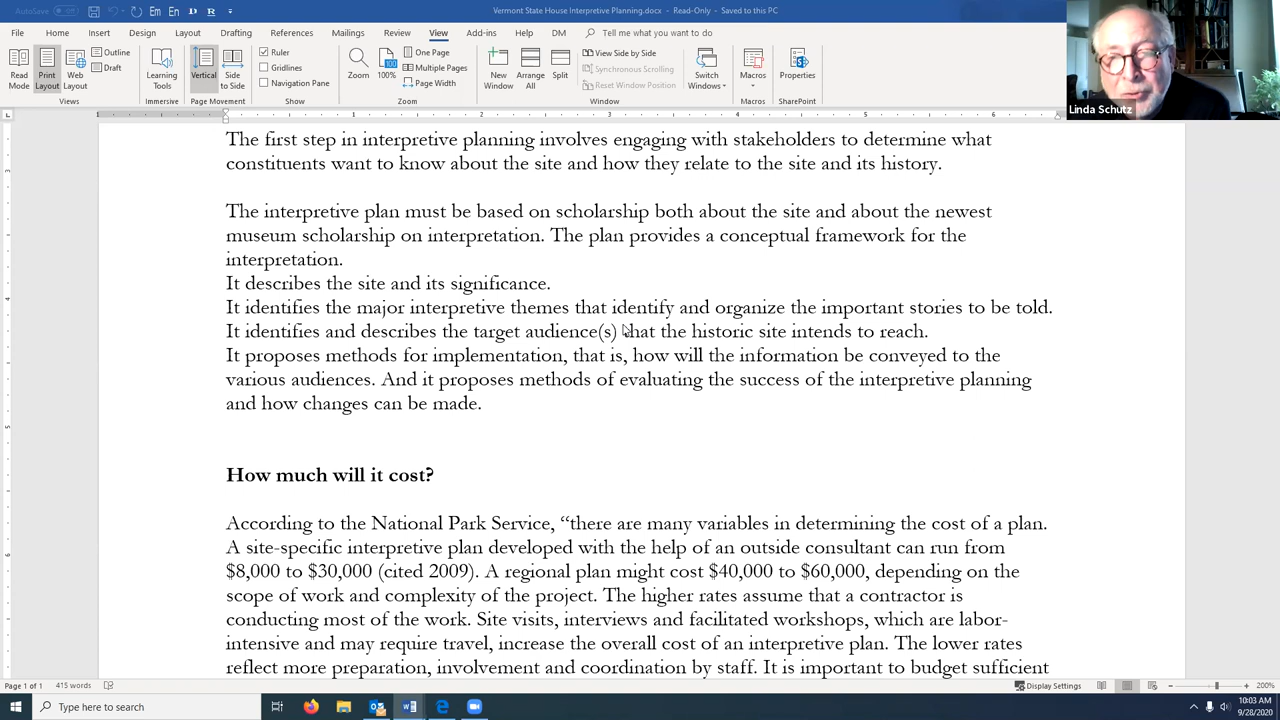 AutoSave
Off
Vermont State House Interpretive Planning.docx - Read-Only - Saved to this PC
File Home Insert Draw Design Layout References Mailings Review View Add-ins Help DM Tell me what you want to do
Read Mode
Print Layout
Web Layout
Outline
Draft
Views
Learning Tools
Immersive
Vertical
Side to Side
Page Movement
Ruler
Gridlines
Navigation Pane
Show
Zoom
100%
One Page
Multiple Pages
Page Width
Zoom
New Window
Arrange All
Split
View Side by Side
Synchronous Scrolling
Reset Window Position
Window
Switch Windows
Macros
Macros
Properties
SharePoint
Linda Schutz
The first step in interpretive planning involves engaging with stakeholders to determine what
constituents want to know about the site and how they relate to the site and its history.
The interpretive plan must be based on scholarship both about the site and about the newest
museum scholarship on interpretation. The plan provides a conceptual framework for the
interpretation.
It describes the site and its significance.
It identifies the major interpretive themes that identify and organize the important stories to be told.
It identifies and describes the target audience(s) that the historic site intends to reach.
It proposes methods for implementation, that is, how will the information be conveyed to the
various audiences. And it proposes methods of evaluating the success of the interpretive planning
and how changes can be made.
How much will it cost?
According to the National Park Service, “there are many variables in determining the cost of a plan.
A site-specific interpretive plan developed with the help of an outside consultant can run from
$8,000 to $30,000 (cited 2009). A regional plan might cost $40,000 to $60,000, depending on the
scope of work and complexity of the project. The higher rates assume that a contractor is
conducting most of the work. Site visits, interviews and facilitated workshops, which are labor-
intensive and may require travel, increase the overall cost of an interpretive plan. The lower rates
reflect more preparation, involvement and coordination by staff. It is important to budget sufficient
Page 1 of 1 415 words
Display Settings
200%
Type here to search
10:03 AM
9/28/2020